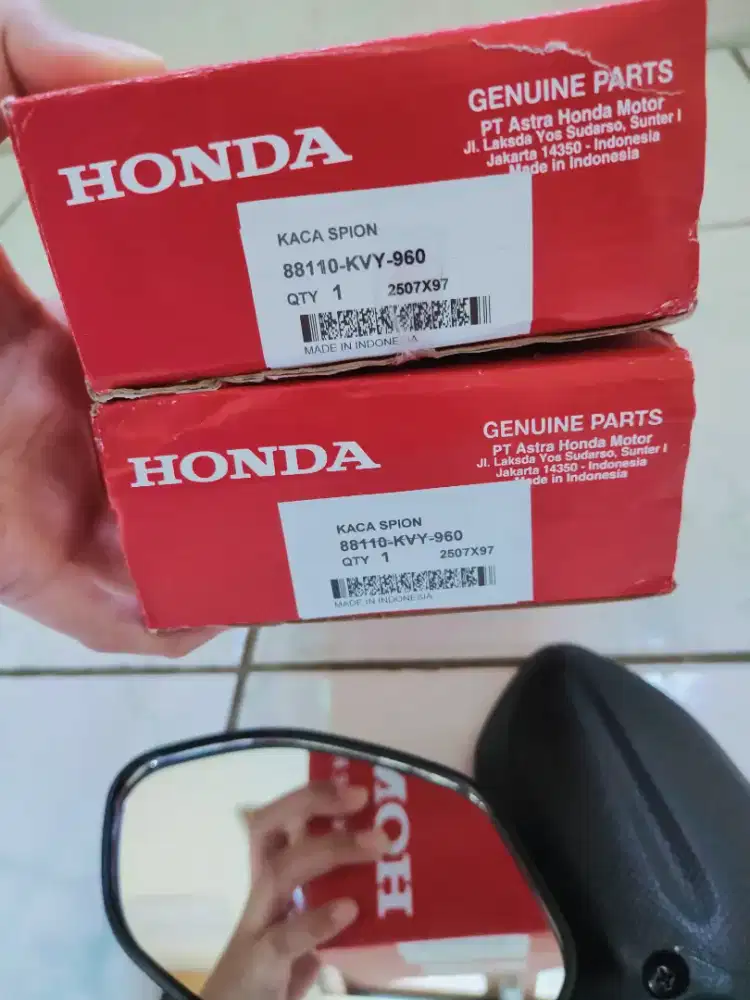 HONDA
GENUINE PARTS
PT Astra Honda Motor
Jl. Laksda Yos Sudarso, Sunter I
Jakarta 14350 - Indonesia
Made in Indonesia
KACA SPION
88110-KVY-960
QTY 1 2507X97
MADE IN INDONESIA
HONDA
GENUINE PARTS
PT Astra Honda Motor
Jl. Laksda Yos Sudarso, Sunter I
Jakarta 14350 - Indonesia
Made in Indonesia
KACA SPION
88110-KVY-960
QTY 1 2507X97
MADE IN INDONESIA
HON